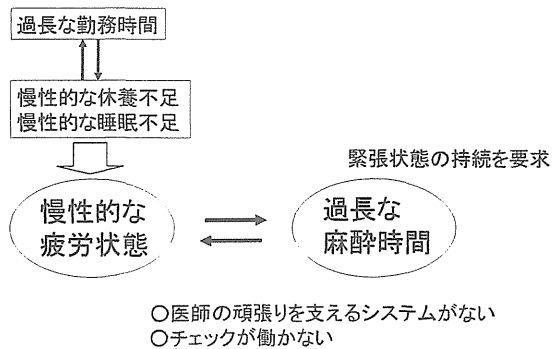 過長な勤務時間
慢性的な休養不足
慢性的な睡眠不足
緊張状態の持続を要求
慢性的な
疲労状態
過長な
麻酔時間
○医師の頑張りを支えるシステムがない
○チェックが働かない